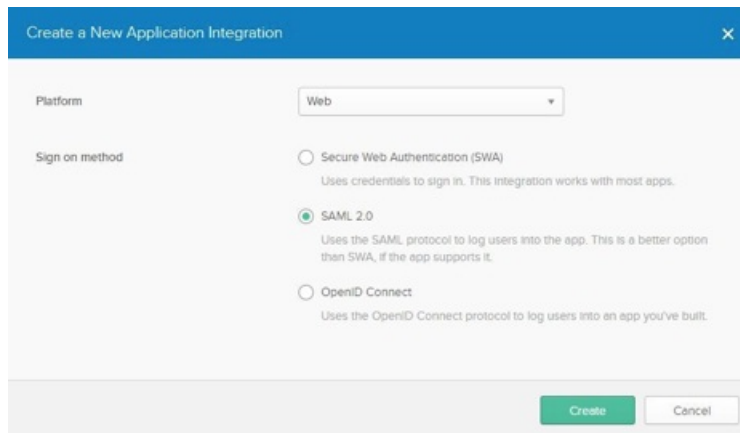 Create a New Application Integration
Platform
Web
Sign on method
Secure Web Authentication (SWA)
Uses credentials to sign in. This integration works with most apps.
SAML 2.0
Uses the SAML protocol to log users into the app. This is a better option
than SWA, if the app supports it.
OpenID Connect
Uses the OpenID Connect protocol to log users into an app you've built.
Create
Cancel